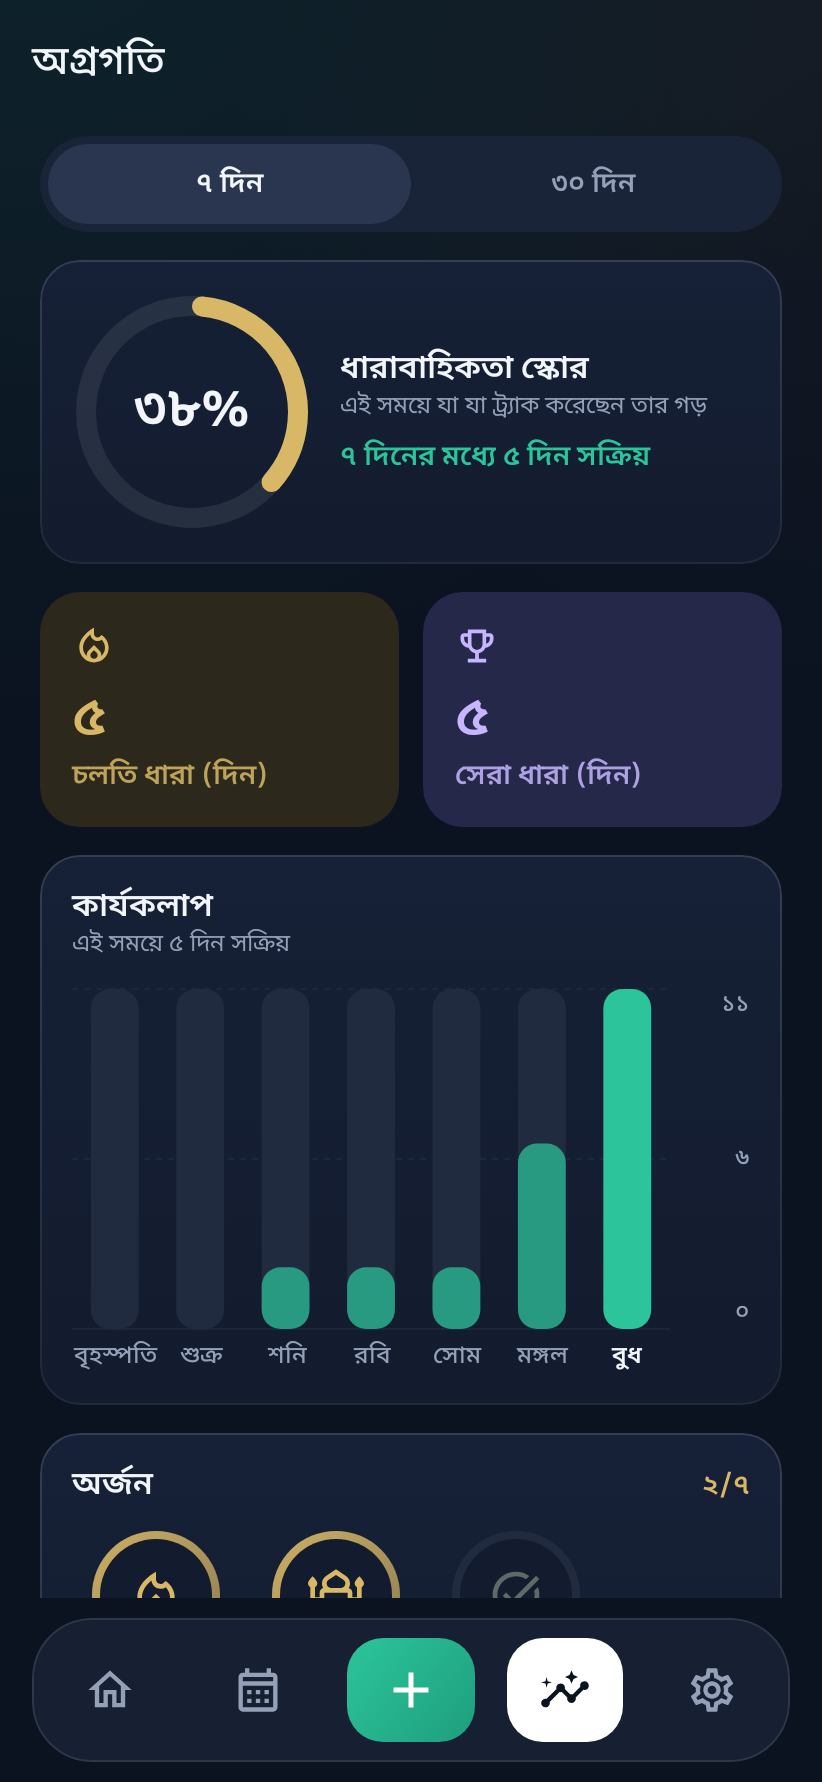 অগ্রগতি
৭ দিন
৩০ দিন
৩৮%
ধারাবাহিকতা স্কোর
এই সময়ে যা যা ট্র্যাক করেছেন তার গড়
৭ দিনের মধ্যে ৫ দিন সক্রিয়
৫
চলতি ধারা (দিন)
৫
সেরা ধারা (দিন)
কার্যকলাপ
এই সময়ে ৫ দিন সক্রিয়
১১
৬
০
বৃহস্পতি শুক্র শনি রবি সোম মঙ্গল বুধ
অর্জন
২/৭